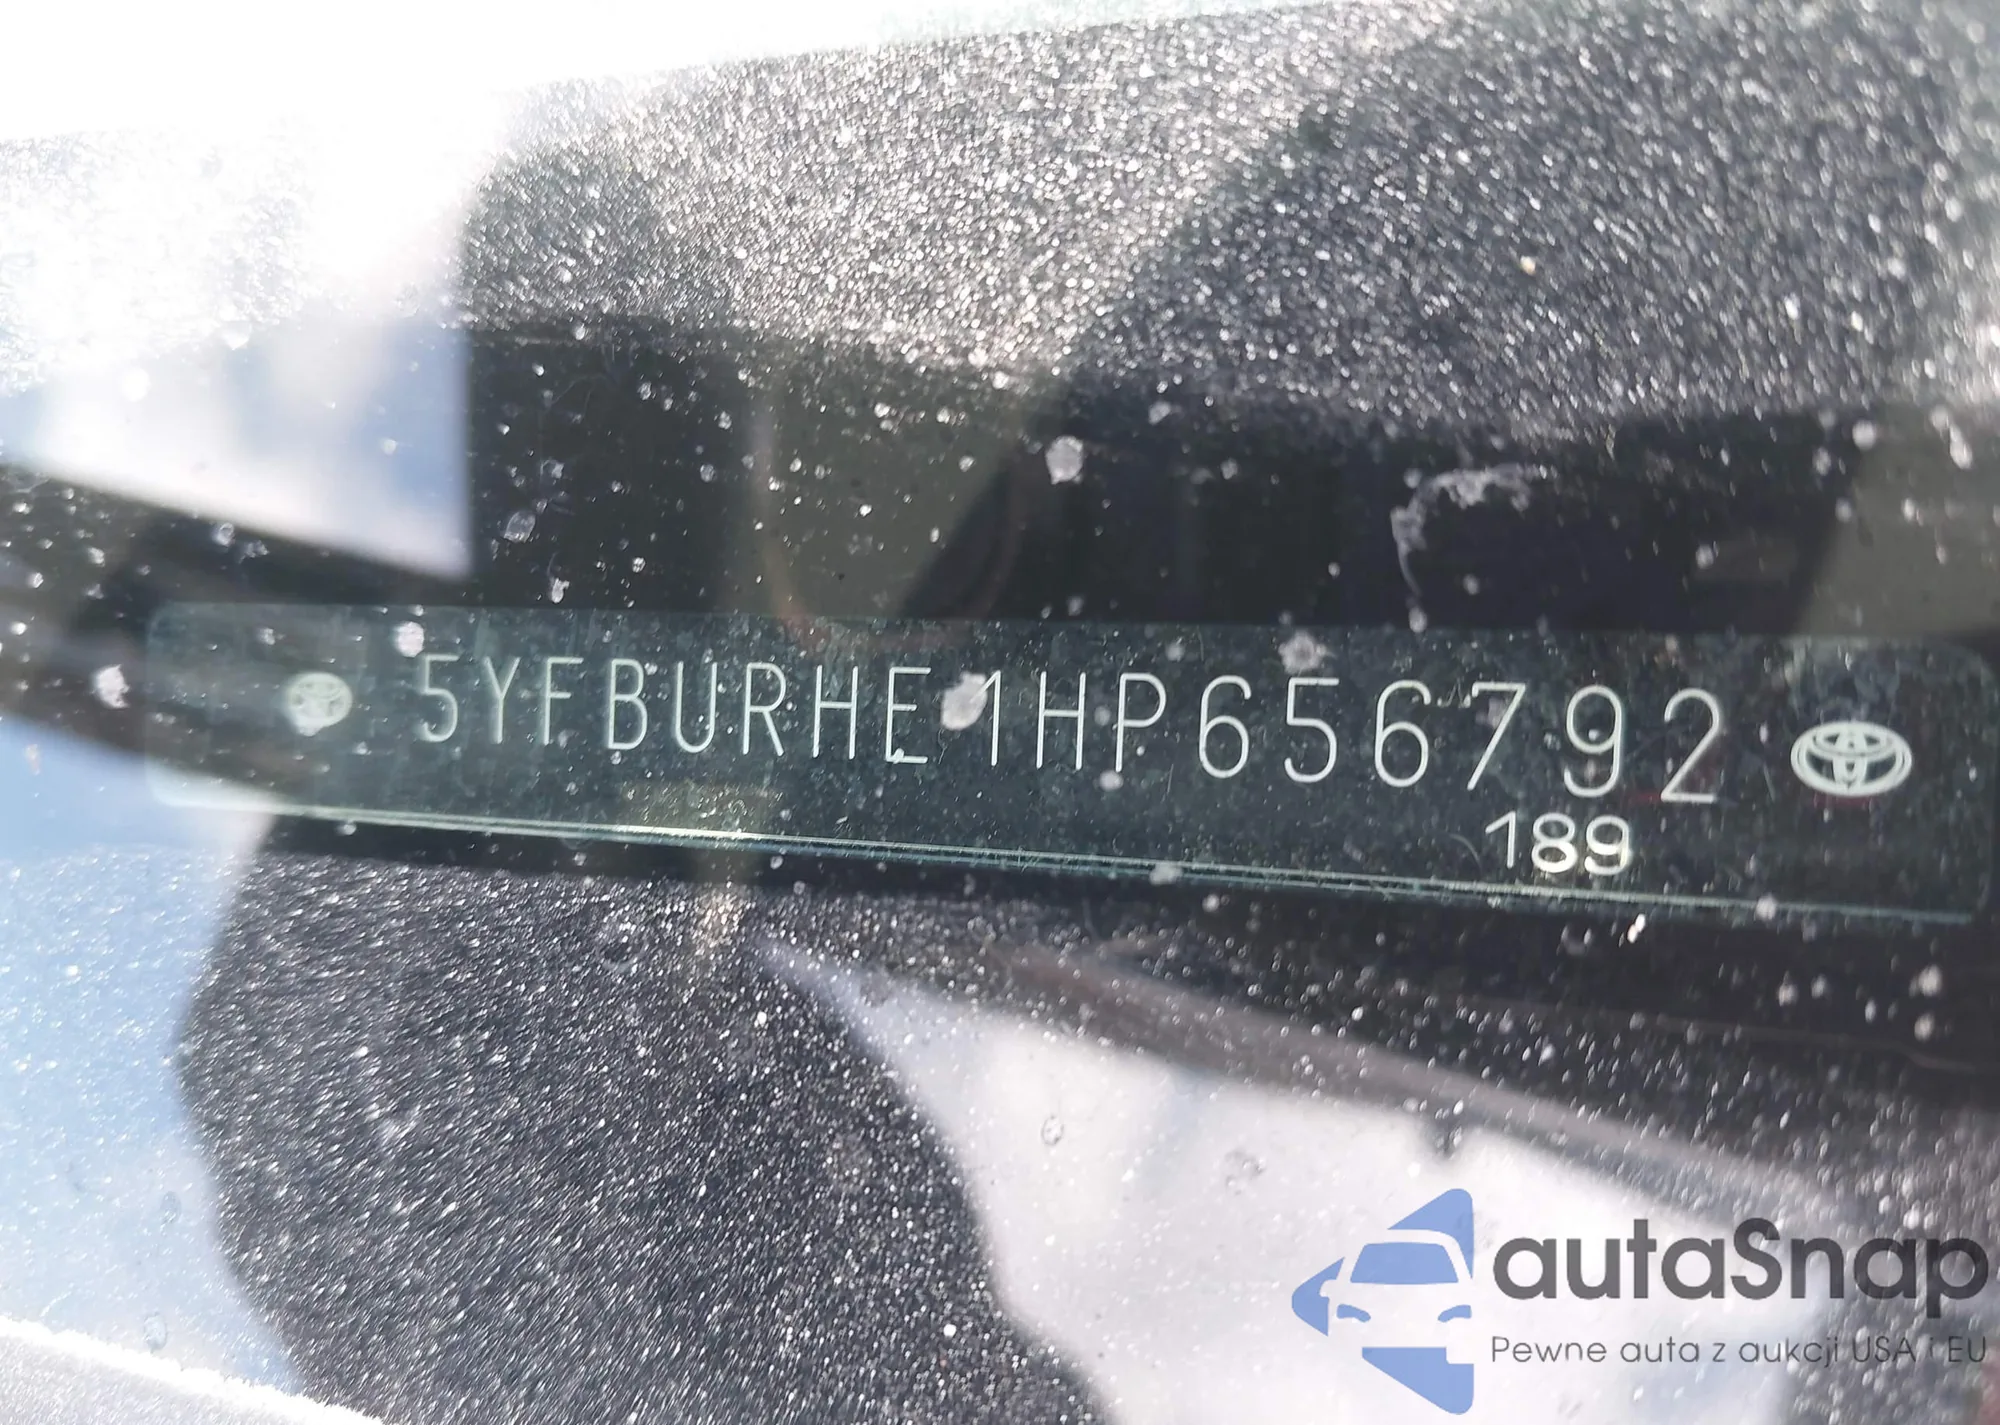 5YFBURHE1HP656792
189
autaSnap
Pewne auta z aukcji USA i EU